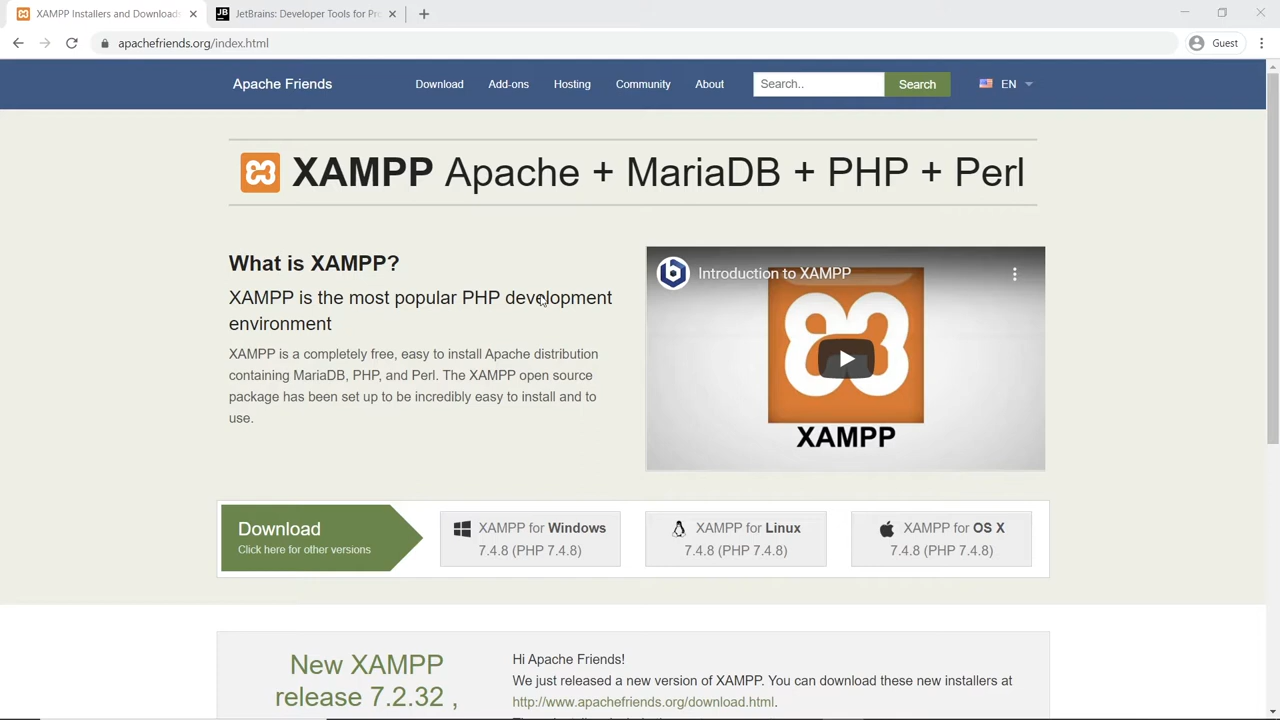 XAMPP Installers and Downloads
JetBrains: Developer Tools for Pro
apachefriends.org/index.html
Guest
Apache Friends
Download
Add-ons
Hosting
Community
About
Search..
Search
EN
XAMPP Apache + MariaDB + PHP + Perl
What is XAMPP?
XAMPP is the most popular PHP development
environment
XAMPP is a completely free, easy to install Apache distribution
containing MariaDB, PHP, and Perl. The XAMPP open source
package has been set up to be incredibly easy to install and to
use.
Introduction to XAMPP
XAMPP
Download
Click here for other versions
XAMPP for Windows
7.4.8 (PHP 7.4.8)
XAMPP for Linux
7.4.8 (PHP 7.4.8)
XAMPP for OS X
7.4.8 (PHP 7.4.8)
New XAMPP
release 7.2.32 ,
Hi Apache Friends!
We just released a new version of XAMPP. You can download these new installers at
http://www.apachefriends.org/download.html.